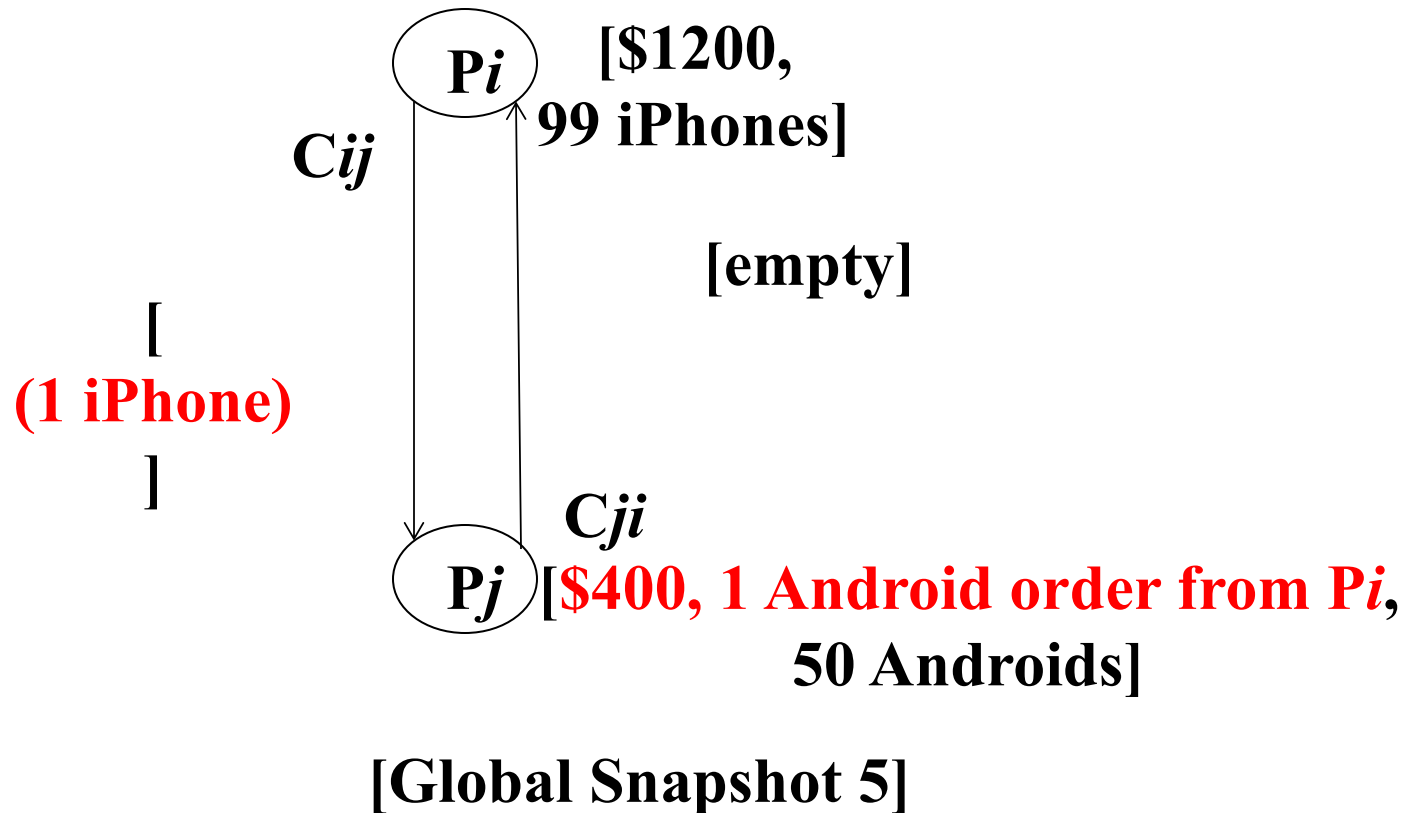 Pi
[$1200,
99 iPhones]
Cij
[empty]
[
(1 iPhone)
]
Cji
Pj
[$400, 1 Android order from Pi,
50 Androids]
[Global Snapshot 5]